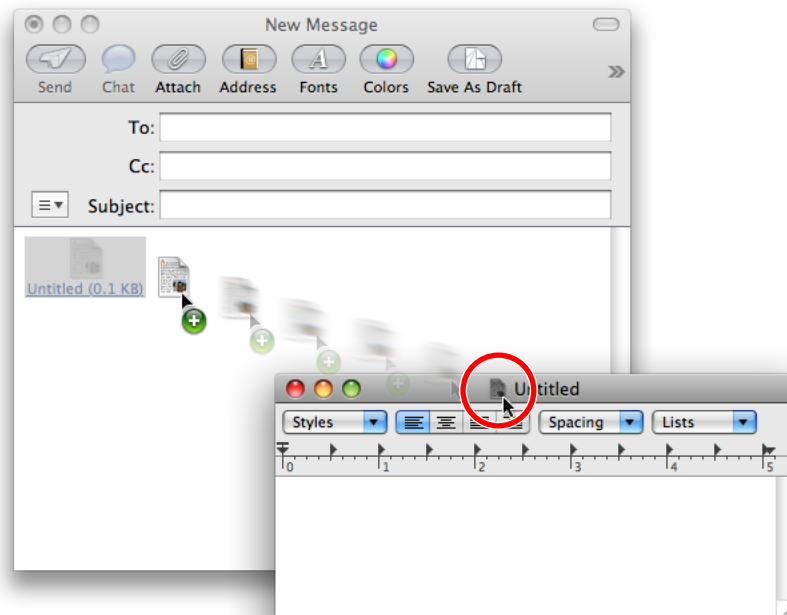 New Message
Send Chat Attach Address Fonts Colors Save As Draft
To:
Cc:
Subject:
Untitled (0.1 KB)
Untitled
Styles Spacing Lists
0 1 2 3 4 5